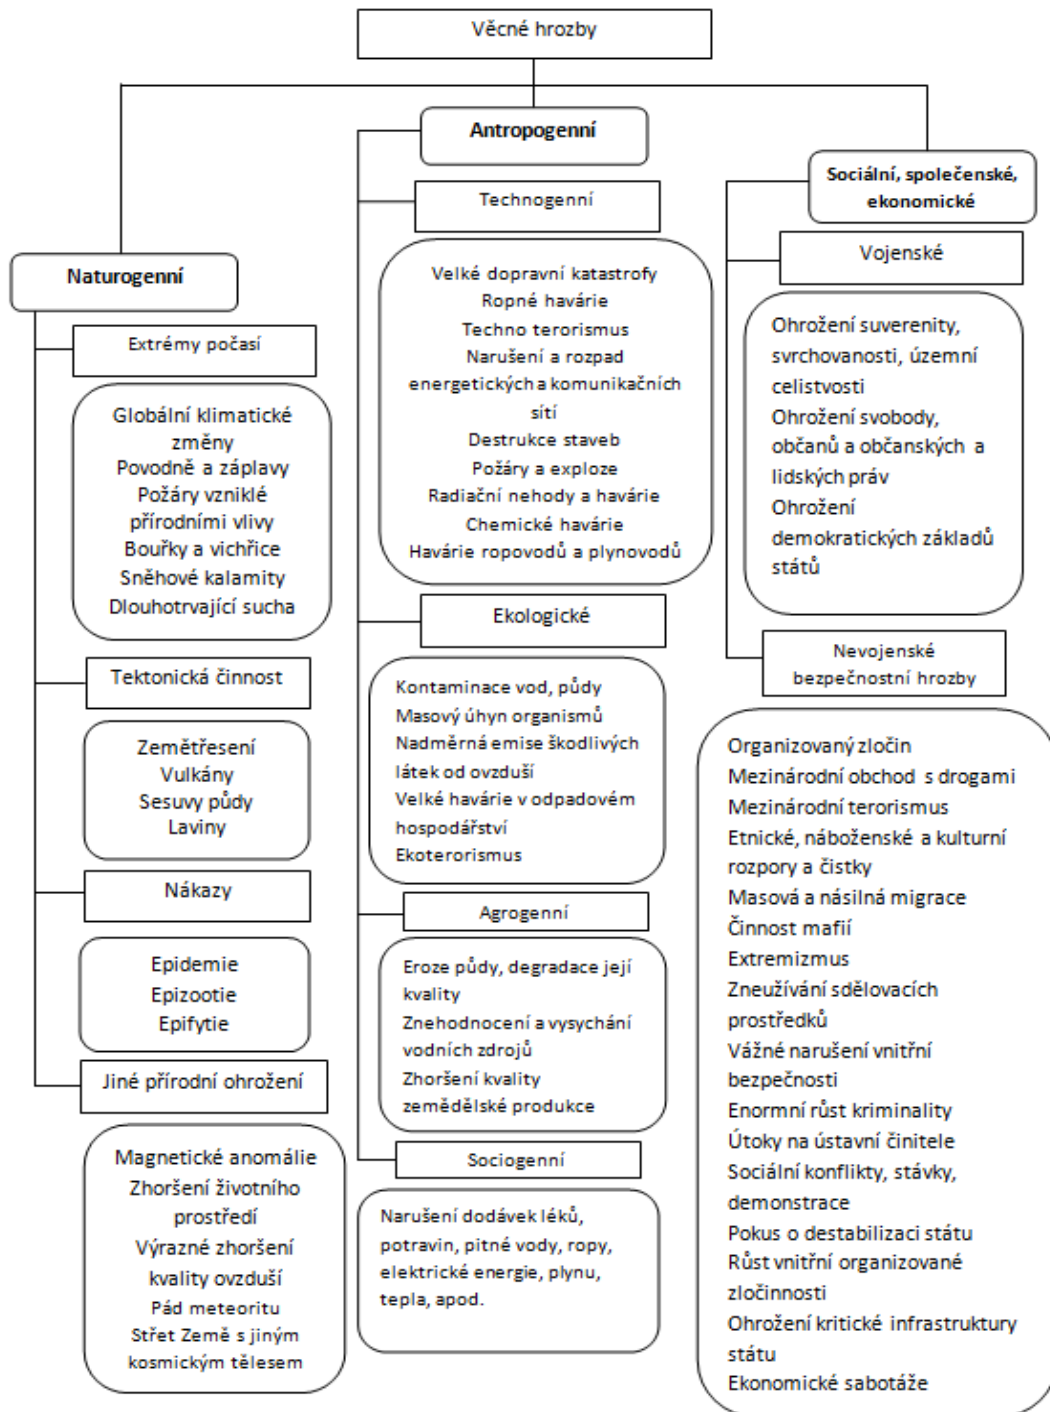 Věcné hrozby
Naturogenní
Extrémy počasí
Globální klimatické
změny
Povodně a záplavy
Požáry vzniklé
přírodními vlivy
Bouřky a vichřice
Sněhové kalamity
Dlouhotrvající sucha
Tektonická činnost
Zemětřesení
Vulkány
Sesuvy půdy
Laviny
Nákazy
Epidemie
Epizootie
Epifytie
Jiné přírodní ohrožení
Magnetické anomálie
Zhoršení životního
prostředí
Výrazné zhoršení
kvality ovzduší
Pád meteoritu
Střet Země s jiným
kosmickým tělesem
Antropogenní
Technogenní
Velké dopravní katastrofy
Ropné havárie
Techno terorismus
Narušení a rozpad
energetických a komunikačních
sítí
Destrukce staveb
Požáry a exploze
Radiační nehody a havárie
Chemické havárie
Havárie ropovodů a plynovodů
Ekologické
Kontaminace vod, půdy
Masový úhyn organismů
Nadměrná emise škodlivých
látek od ovzduší
Velké havárie v odpadovém
hospodářství
Ekoterorismus
Agrogenní
Eroze půdy, degradace její
kvality
Znehodnocení a vysychání
vodních zdrojů
Zhoršení kvality
zemědělské produkce
Sociogenní
Narušení dodávek léků,
potravin, pitné vody, ropy,
elektrické energie, plynu,
tepla, apod.
Sociální, společenské,
ekonomické
Vojenské
Ohrožení suverenity,
svrchovanosti, územní
celistvosti
Ohrožení svobody,
občanů a občanských a
lidských práv
Ohrožení
demokratických základů
států
Nevojenské
bezpečnostní hrozby
Organizovaný zločin
Mezinárodní obchod s drogami
Mezinárodní terorismus
Etnické, náboženské a kulturní
rozpory a čistky
Masová a násilná migrace
Činnost mafií
Extremizmus
Zneužívání sdělovacích
prostředků
Vážné narušení vnitřní
bezpečnosti
Enormní růst kriminality
Útoky na ústavní činitele
Sociální konflikty, stávky,
demonstrace
Pokus o destabilizaci státu
Růst vnitřní organizované
zločinnosti
Ohrožení kritické infrastruktury
státu
Ekonomické sabotáže